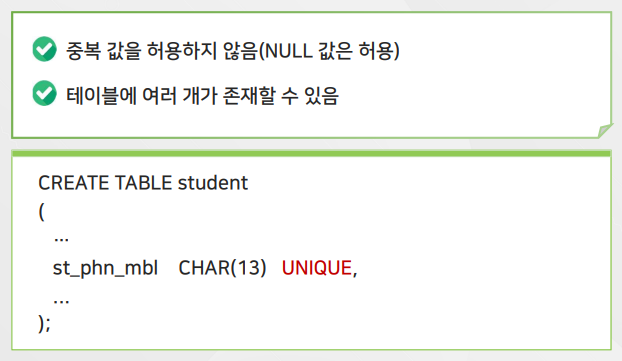 중복 값을 허용하지 않음(NULL 값은 허용)
테이블에 여러 개가 존재할 수 있음
CREATE TABLE student
(
...
st_phn_mbl CHAR(13) UNIQUE,
...
);